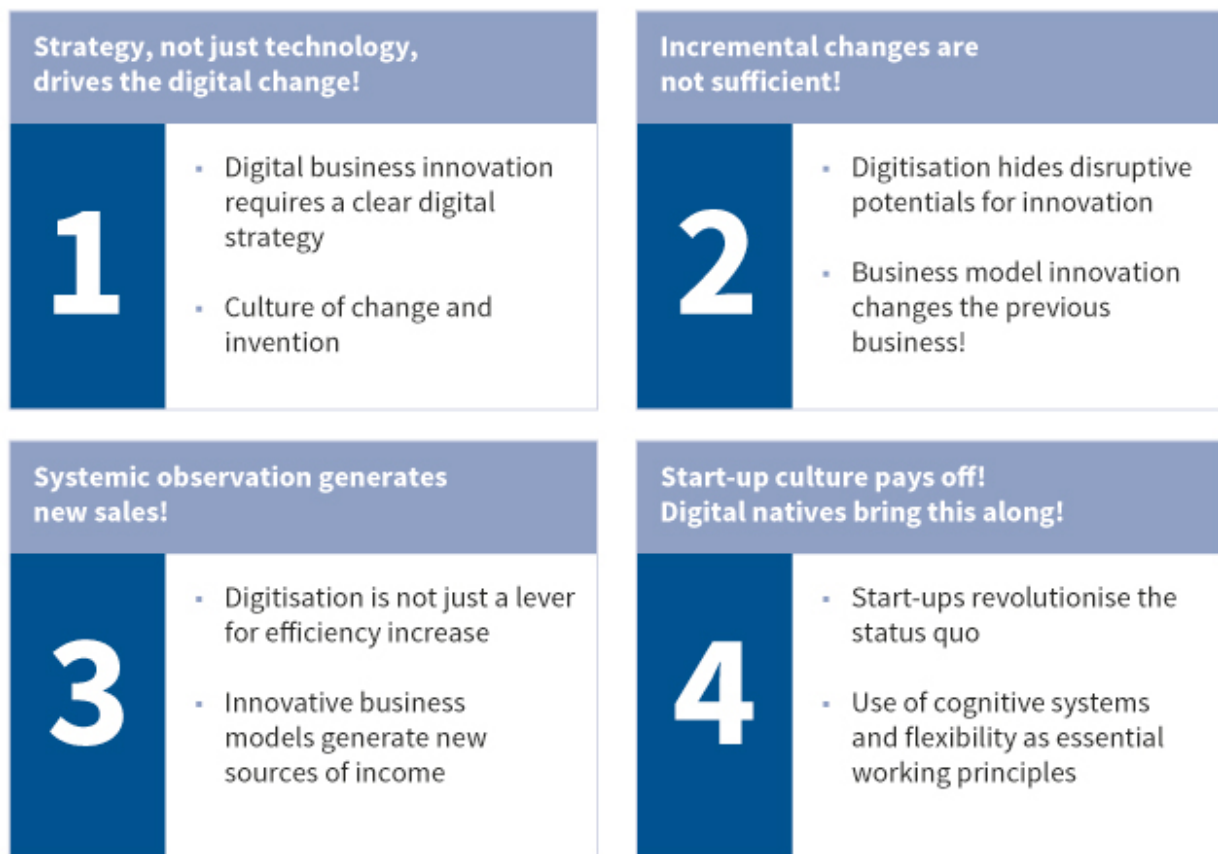 Strategy, not just technology,
drives the digital change!
1
▪ Digital business innovation
requires a clear digital
strategy
▪ Culture of change and
invention
Incremental changes are
not sufficient!
2
▪ Digitisation hides disruptive
potentials for innovation
▪ Business model innovation
changes the previous
business!
Systemic observation generates
new sales!
3
▪ Digitisation is not just a lever
for efficiency increase
▪ Innovative business
models generate new
sources of income
Start-up culture pays off!
Digital natives bring this along!
4
▪ Start-ups revolutionise the
status quo
▪ Use of cognitive systems
and flexibility as essential
working principles